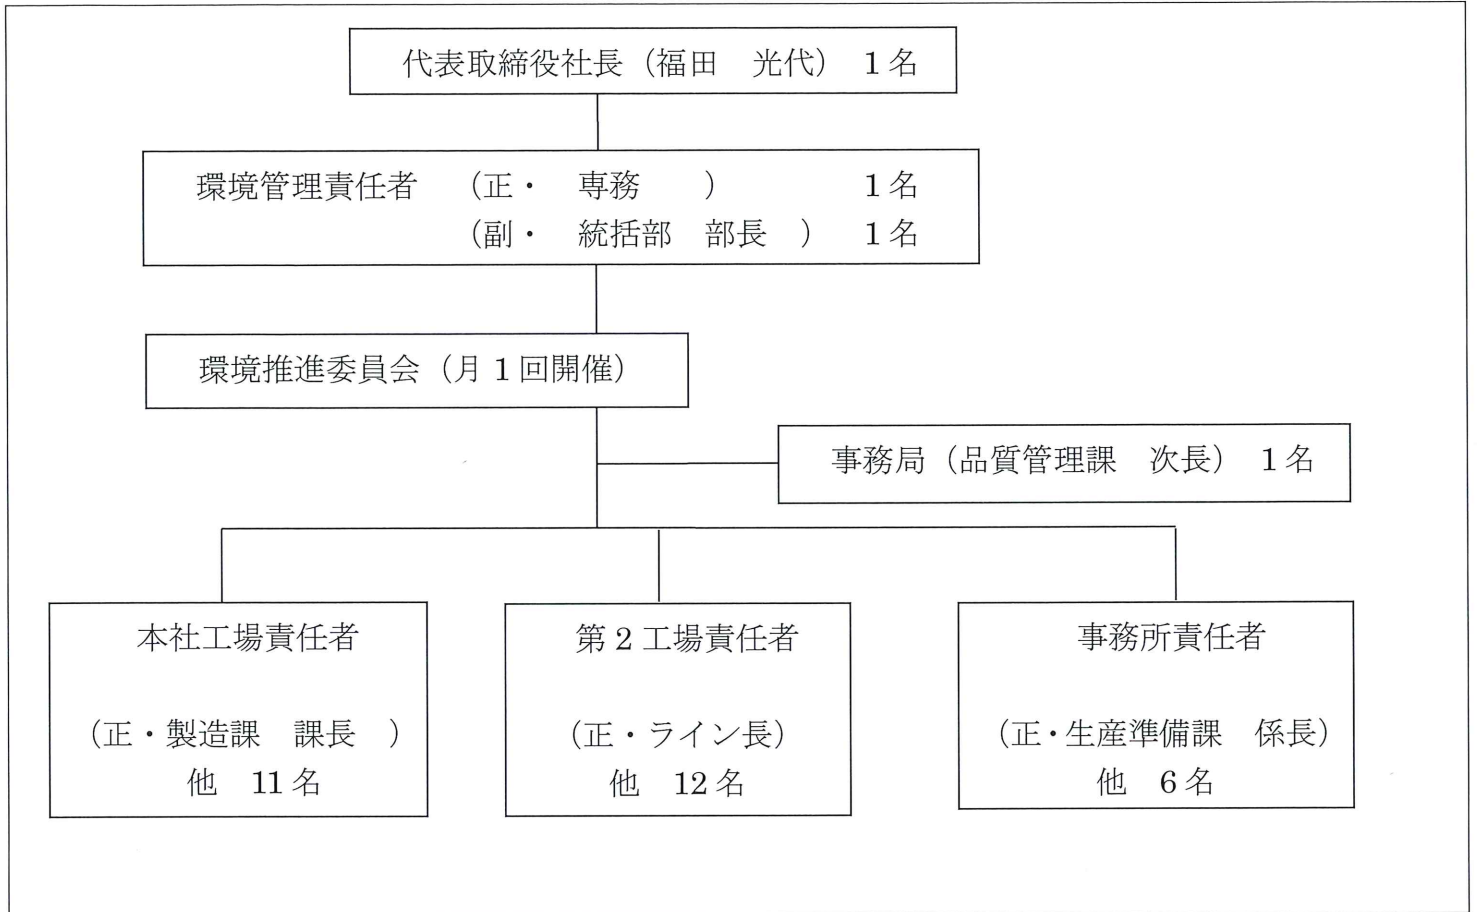 代表取締役社長（福田　光代）　1名
環境管理責任者　（正・　専務　　）　　　　1名
（副・　統括部　部長　）　1名
環境推進委員会（月1回開催）
事務局（品質管理課　次長）　1名
本社工場責任者
（正・製造課　課長　）
他　11名
第2工場責任者
（正・ライン長）
他　12名
事務所責任者
（正・生産準備課　係長）
他　6名